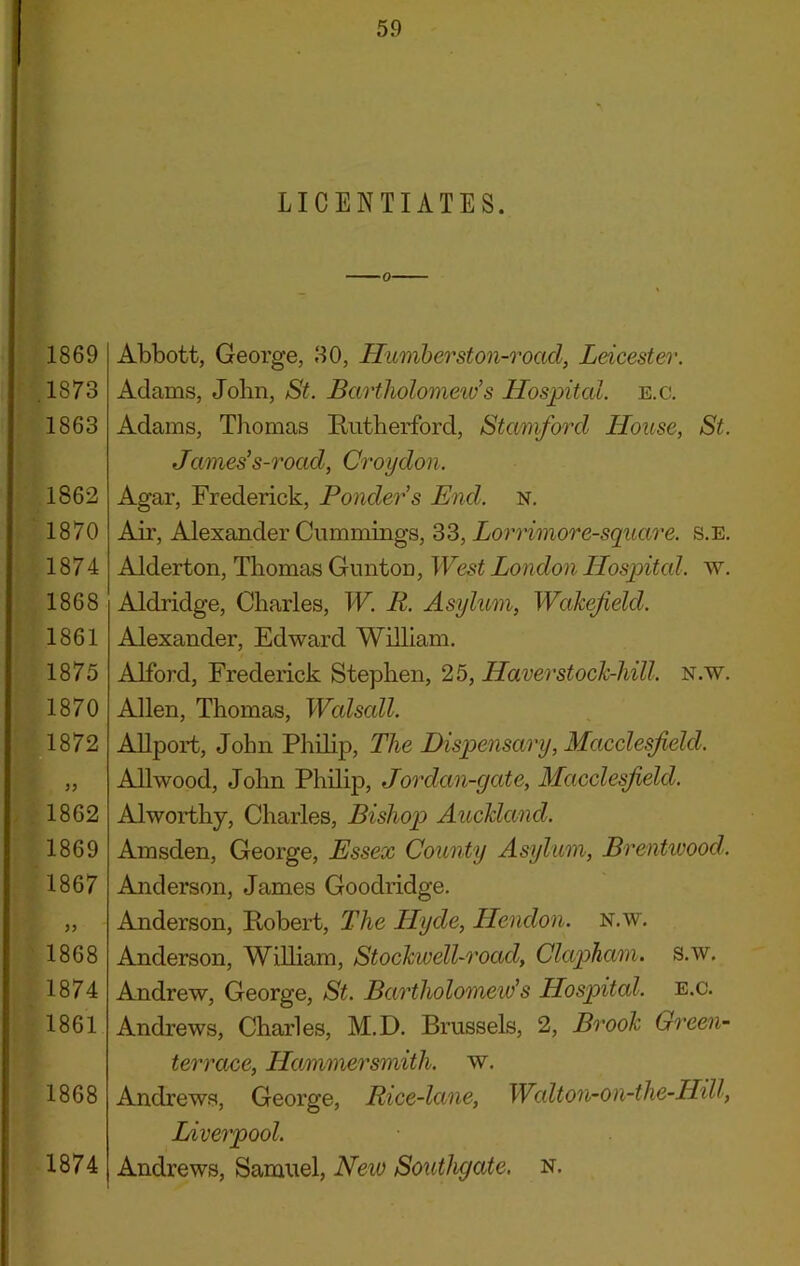 59
LICENTIATES.
1869 Abbott, George, 30, Humberston-road, Leicester.
1873 Adams, John, St. Bartholomew's Hospital. E.C.
1863 Adams, Thomas Rutherford, Stamford House, St.
James's-road, Croydon.
1862 Agar, Frederick, Ponder's End. N.
1870 Air, Alexander Cummings, 33, Lorrimore-square. S.E.
1874 Alderton, Thomas Gunton, West London Hospital. W.
1868 Aldridge, Charles, W. R. Asylum, Wakefield.
1861 Alexander, Edward William.
1875 Alford, Frederick Stephen, 25, Haverstock-hill. N.W.
1870 Allen, Thomas, Walsall.
1872 Allport, John Philip, The Dispensary, Macclesfield.
„ Allwood, John Philip, Jordan-gate, Macclesfield.
1862 Alworthy, Charles, Bishop Auckland.
1869 Amsden, George, Essex County Asylum, Brentwood.
1867 Anderson, James Goodridge.
„ Anderson, Robert, The Hyde, Hendon. N.W.
1868 Anderson, William, Stockwell-road, Clapham. S.W.
1874 Andrew, George, St. Bartholomew's Hospital. E.C.
1861 Andrews, Charles, M.D. Brussels, 2, Brook Green-
terrace, Hammersmith. W.
1868 Andrews, George, Rice-lane, Walton-on-the-Hill,
Liverpool.
1874 Andrews, Samuel, New Southgate. N.